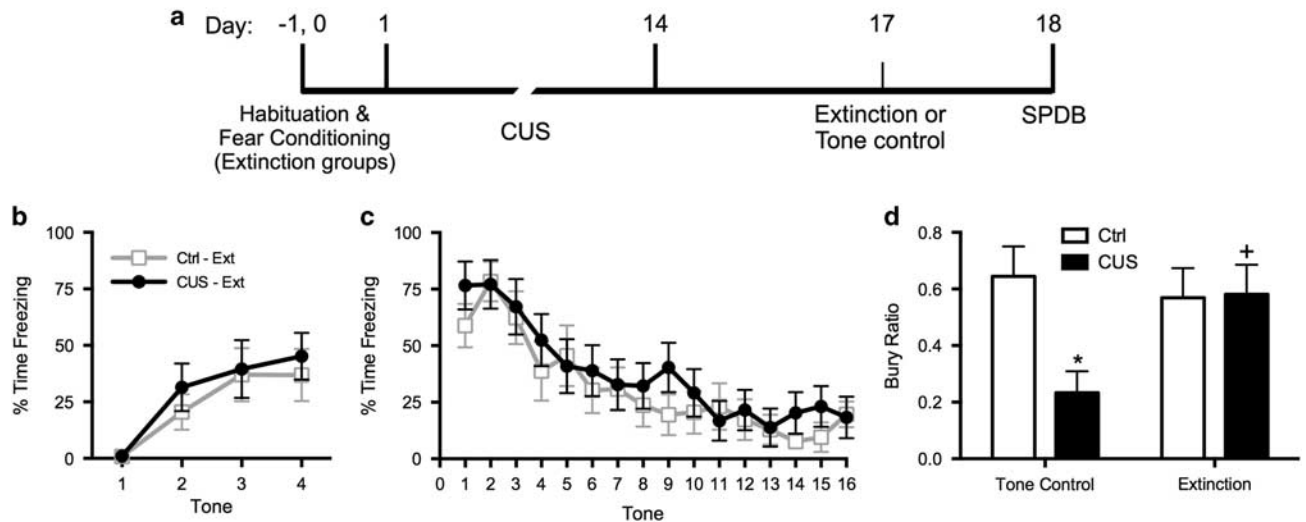 a
Day: -1, 0 1 14 17 18
Habituation &
Fear Conditioning
(Extinction groups)
CUS
Extinction or
Tone control
SPDB
b
% Time Freezing
100
75
50
25
0
Ctrl - Ext
CUS - Ext
1 2 3 4
Tone
c
% Time Freezing
100
75
50
25
0
0 1 2 3 4 5 6 7 8 9 10 11 12 13 14 15 16
Tone
d
Bury Ratio
0.8
0.6
0.4
0.2
0.0
Ctrl
CUS
*
+
Tone Control Extinction